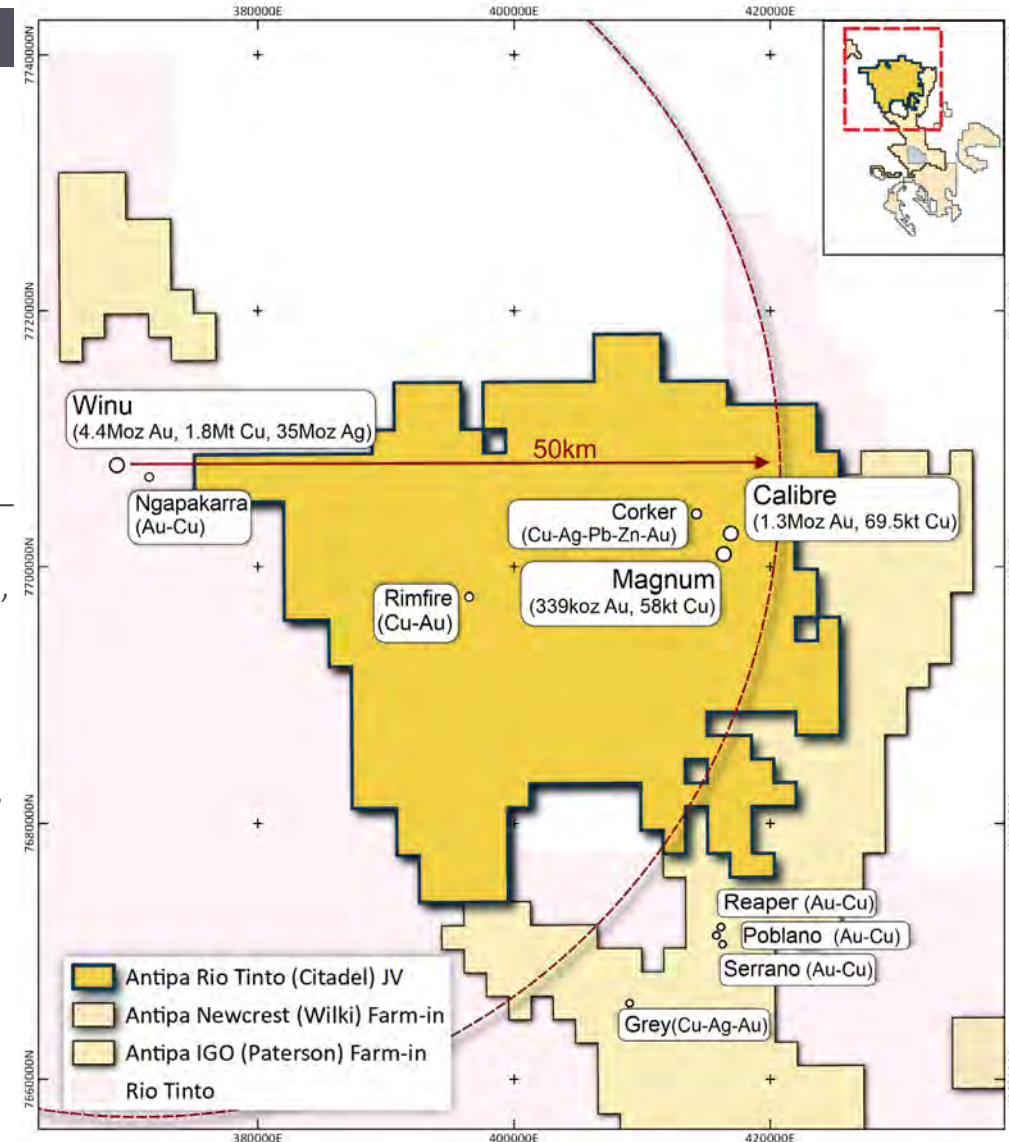 380000E
400000E
420000E
7740000N
7720000N
Winu
(4.4Moz Au, 1.8Mt Cu, 35Moz Ag)
50km
Ngapakarra
(Au-Cu)
Calibre
(1.3Moz Au, 69.5kt Cu)
Corker
(Cu-Ag-Pb-Zn-Au)
7700000N
Magnum
(339koz Au, 58kt Cu)
Rimfire
(Cu-Au)
7680000N
Reaper (Au-Cu)
Poblano (Au-Cu)
Serrano (Au-Cu)
Grey(Cu-Ag-Au)
Antipa Rio Tinto (Citadel) JV
Antipa Newcrest (Wilki) Farm-in
Antipa IGO (Paterson) Farm-in
Rio Tinto
7660000N
380000E
400000E
420000E